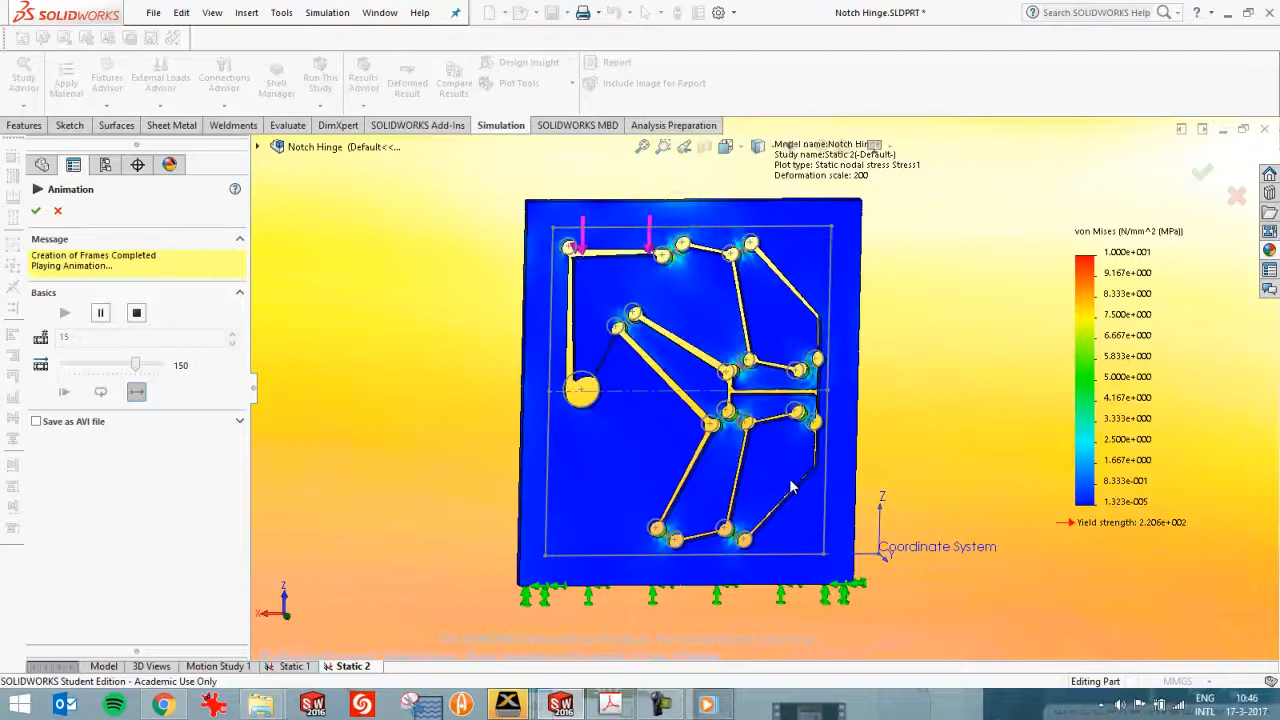 SOLIDWORKS
File Edit View Insert Tools Simulation Window Help
Notch Hinge.SLDPRT *
Search SOLIDWORKS Help
Study Advisor
Apply Material
Fixtures Advisor
External Loads Advisor
Connections Advisor
Shell Manager
Run This Study
Results Advisor
Deformed Result
Compare Results
Design Insight
Plot Tools
Report
Include Image for Report
Features Sketch Surfaces Sheet Metal Weldments Evaluate DimXpert SOLIDWORKS Add-Ins Simulation SOLIDWORKS MBD Analysis Preparation
Notch Hinge (Default<<...
Study name:Static 2(-Default-)
Plot type: Static nodal stress Stress1
Deformation scale: 200
Animation
Message
Creation of Frames Completed
Playing Animation...
Basics
15
150
Save as AVI file
von Mises (N/mm^2 (MPa))
1.000e+001
9.167e+000
8.333e+000
7.500e+000
6.667e+000
5.833e+000
5.000e+000
4.167e+000
3.333e+000
2.500e+000
1.667e+000
8.333e-001
1.323e-005
Yield strength: 2.206e+002
Coordinate System
Z
Y
Z
X
Model 3D Views Motion Study 1 Static 1 Static 2
SOLIDWORKS Student Edition - Academic Use Only
Editing Part
MMGS
2016
2016
ENG
INTL
10:46
17-3-2017